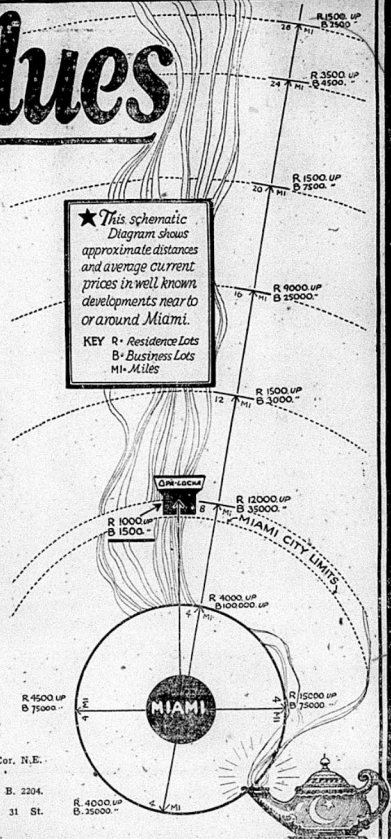 lues
R. 1500. UP
B 2500"
28 MI
R. 3500. UP
B 4500. "
24 MI
R 1500. UP
B 7500. "
20 MI
★ This schematic
Diagram shows
approximate distances
and average current
prices in well known
developments near to
or around Miami.
KEY R = Residence Lots
B = Business Lots
MI = Miles
R 9000. UP
B 25000. "
16 MI
R 1500. UP
B 3000. "
12 MI
OPA-LOCKA
R 12000. UP
B 35000. "
8 MI
R 1000. UP
B 1500. "
MIAMI CITY LIMITS
R 4000. UP
B 100,000. UP
4 MI
R 4500. UP
B 75000. "
4 MI
MIAMI
R 15000 UP
B 75000. "
4 MI
Cor. N.E.
B. 2204.
31 St.
R. 4000. UP
B. 25000. "
4 MI